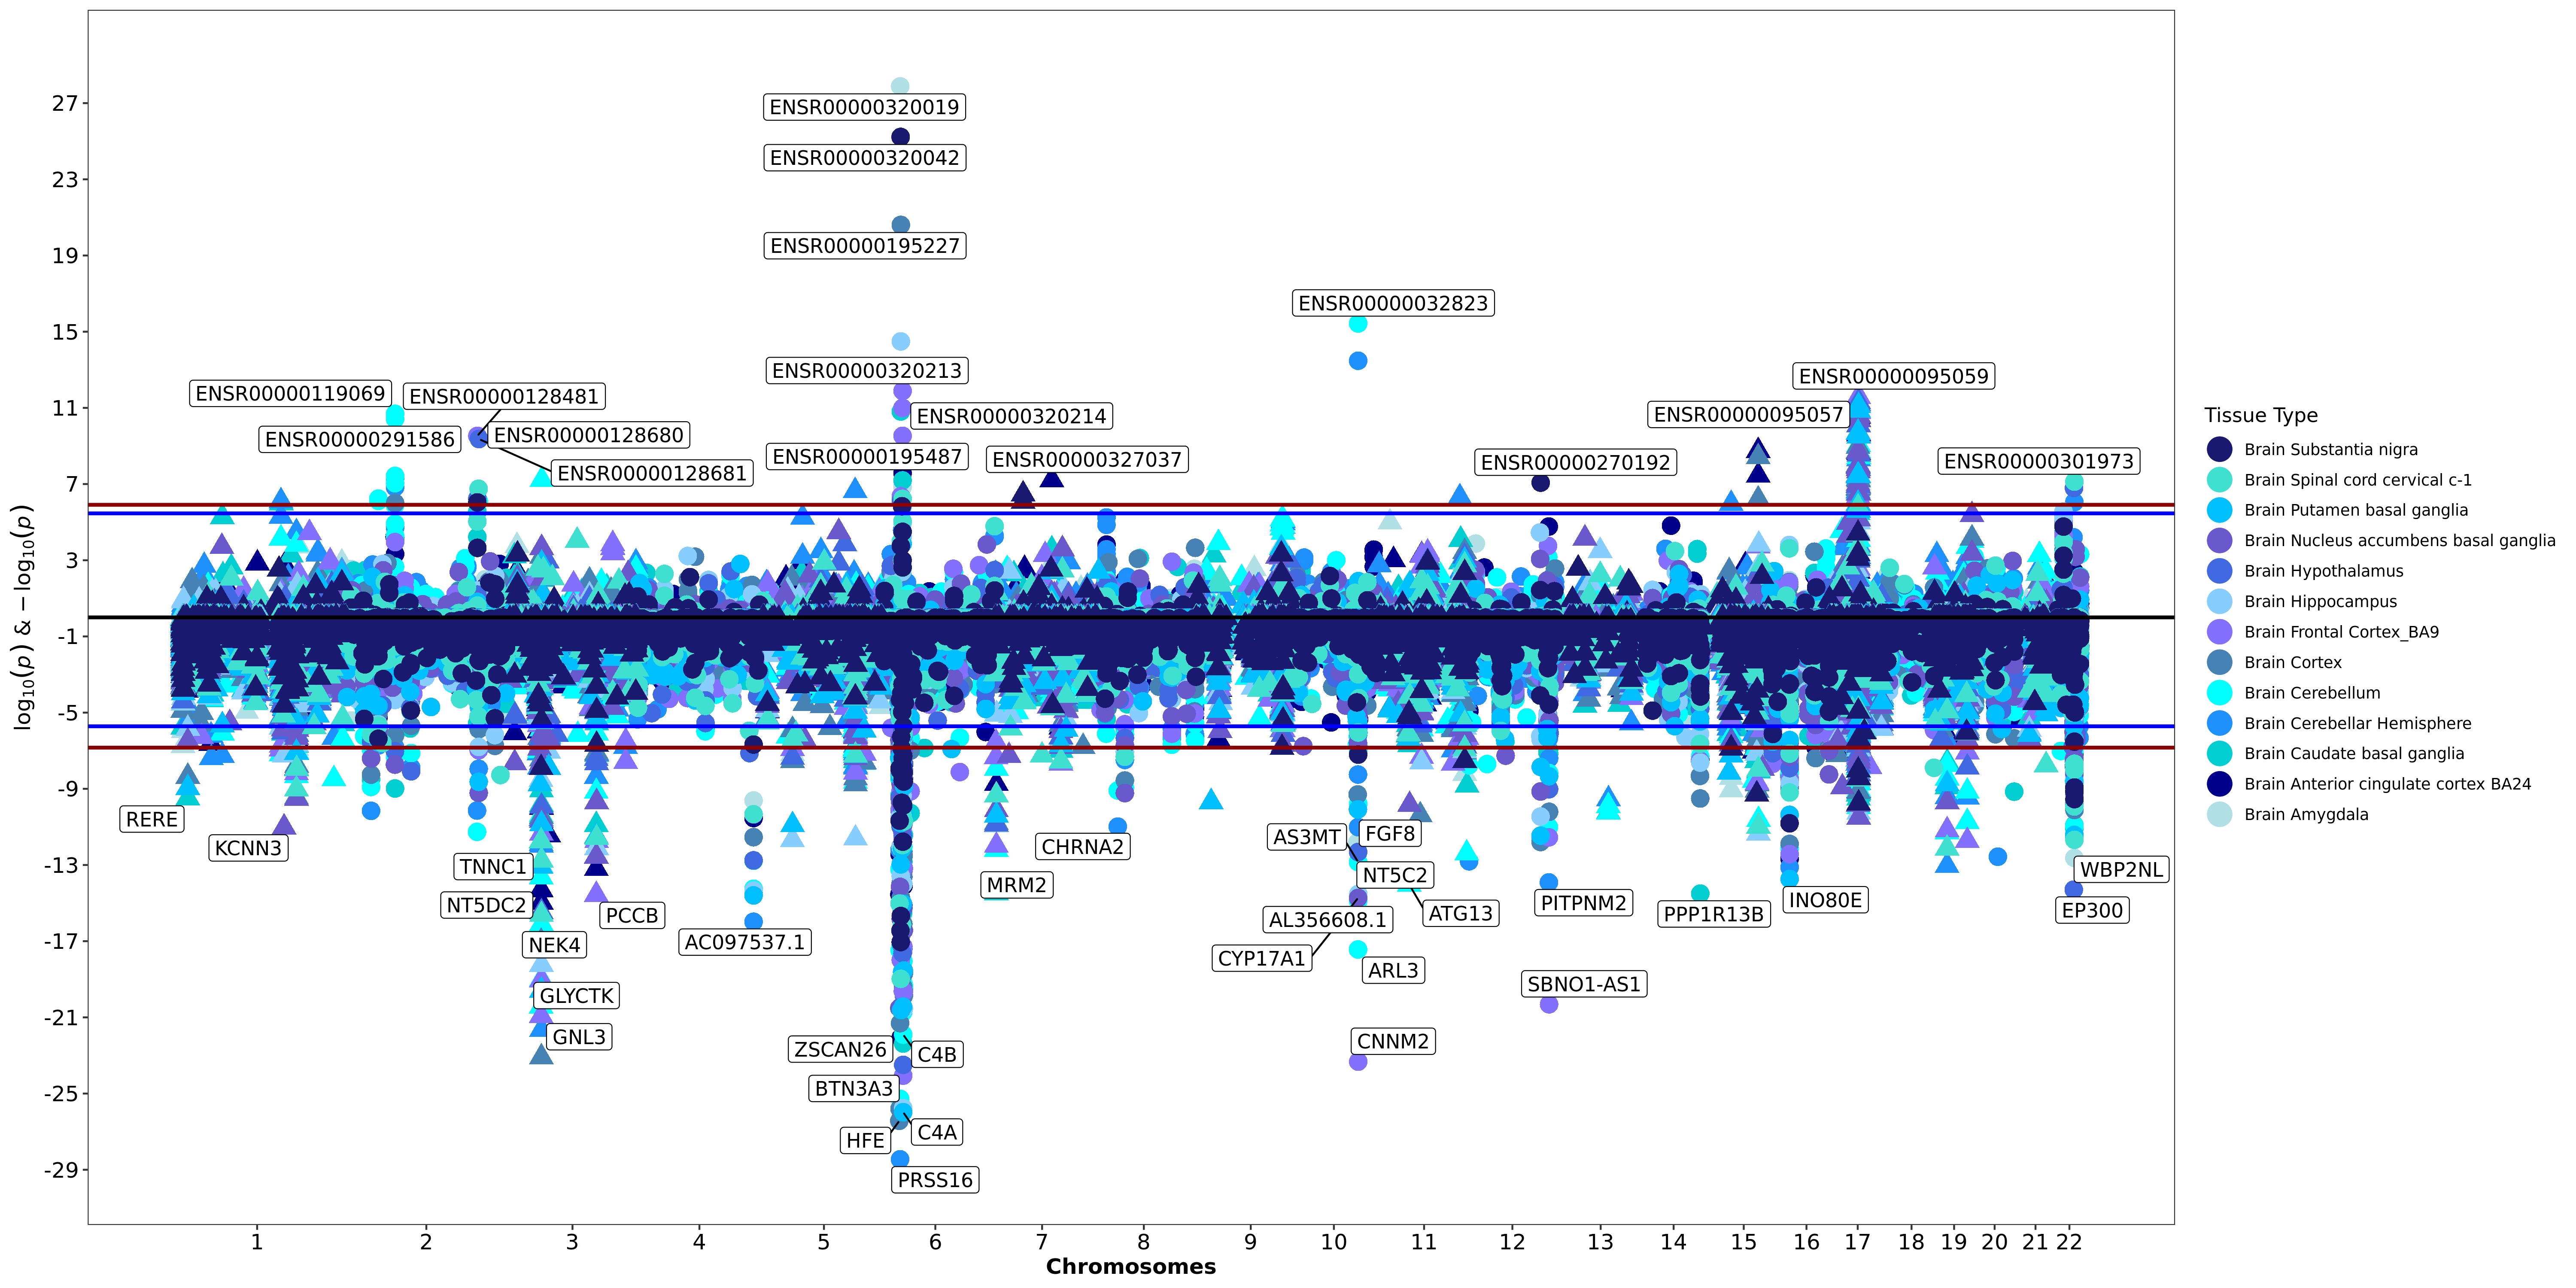 27
23
19
15
11
7
3
-1
-5
-9
-13
-17
-21
-25
-29
log10(p) & −log10(p)
ENSR00000320019
ENSR00000320042
ENSR00000195227
ENSR00000032823
ENSR00000320213
ENSR00000095059
ENSR00000119069
ENSR00000128481
ENSR00000320214
ENSR00000095057
ENSR00000291586
ENSR00000128680
ENSR00000195487
ENSR00000327037
ENSR00000270192
ENSR00000301973
ENSR00000128681
RERE
KCNN3
TNNC1
NT5DC2
NEK4
GLYCTK
GNL3
PCCB
AC097537.1
ZSCAN26
C4B
BTN3A3
C4A
HFE
PRSS16
CHRNA2
MRM2
AS3MT
FGF8
NT5C2
AL356608.1
ATG13
CYP17A1
ARL3
CNNM2
PITPNM2
SBNO1-AS1
PPP1R13B
INO80E
WBP2NL
EP300
1 2 3 4 5 6 7 8 9 10 11 12 13 14 15 16 17 18 19 20 21 22
Chromosomes
Tissue Type
Brain Substantia nigra
Brain Spinal cord cervical c-1
Brain Putamen basal ganglia
Brain Nucleus accumbens basal ganglia
Brain Hypothalamus
Brain Hippocampus
Brain Frontal Cortex_BA9
Brain Cortex
Brain Cerebellum
Brain Cerebellar Hemisphere
Brain Caudate basal ganglia
Brain Anterior cingulate cortex BA24
Brain Amygdala